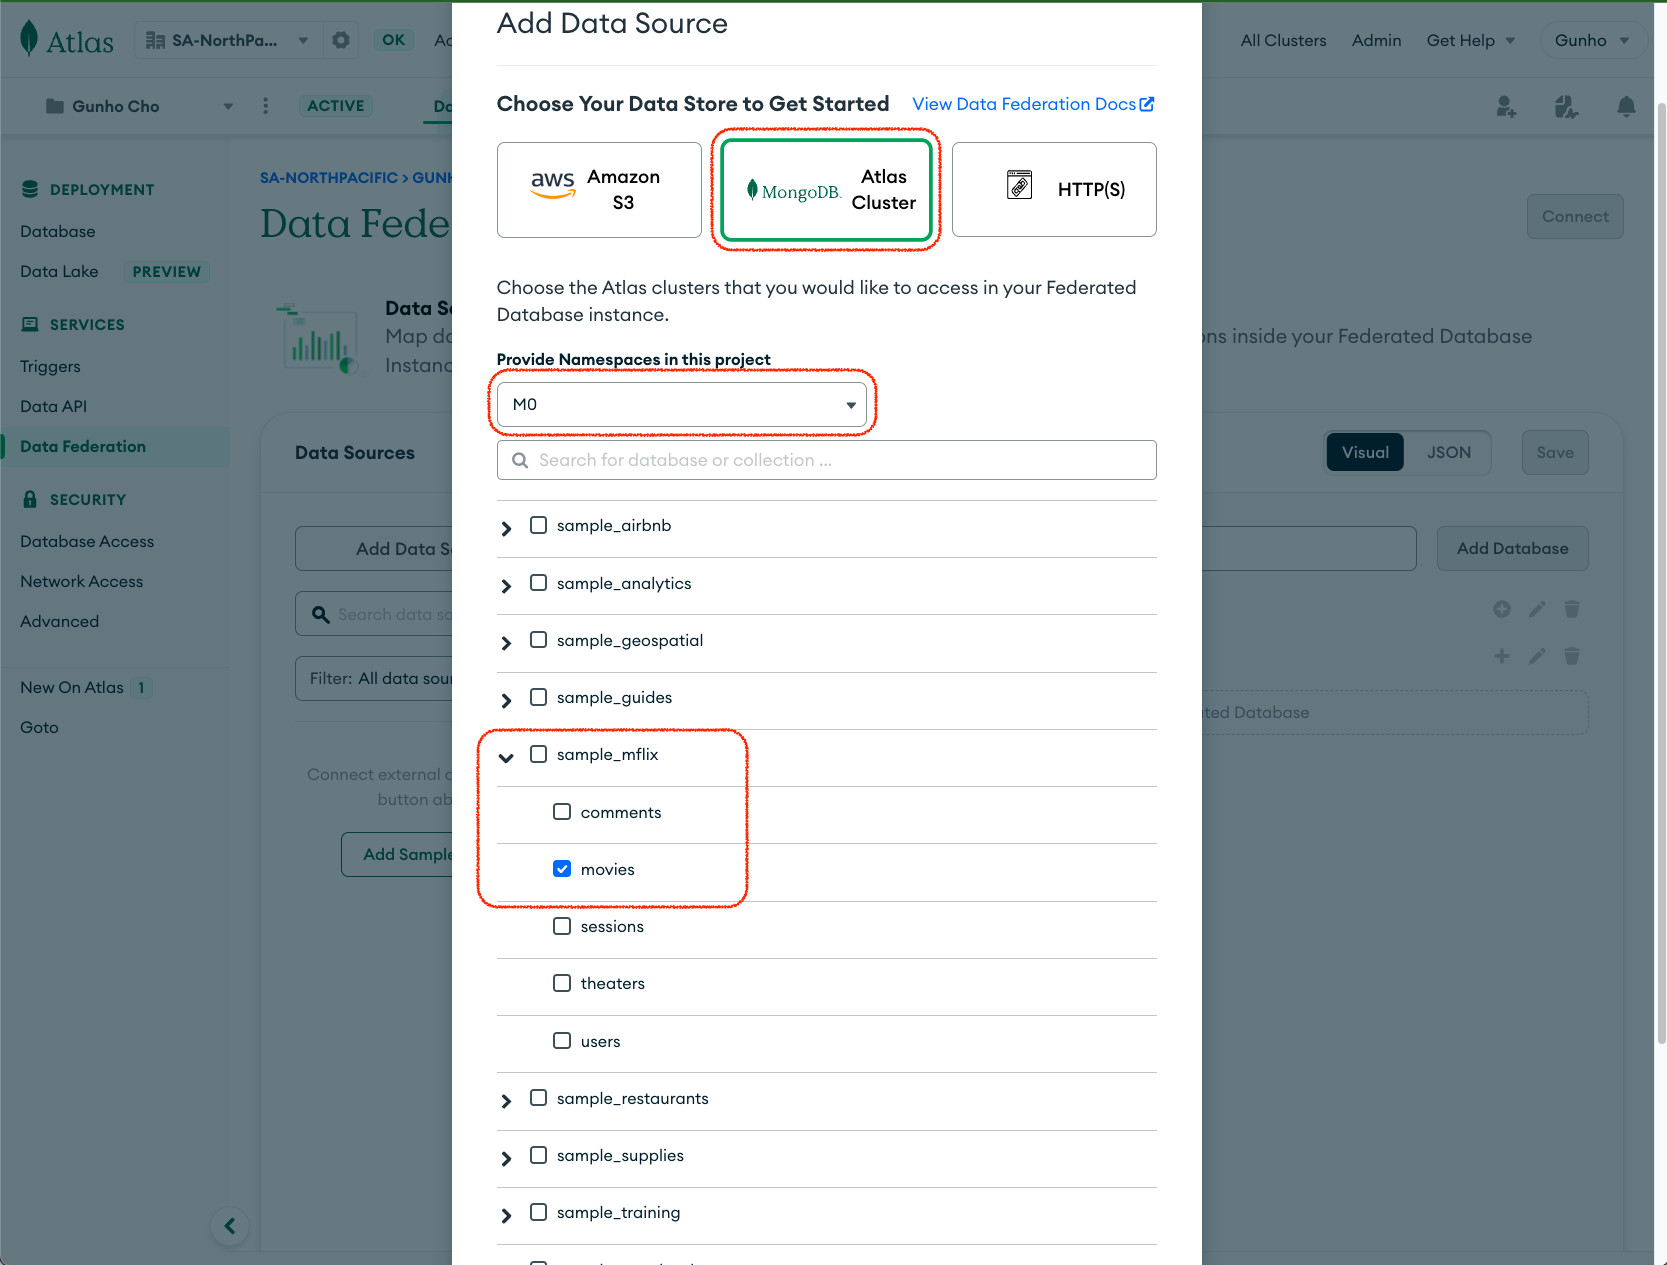 Add Data Source
Atlas
SA-NorthPa...
OK
All Clusters
Admin
Get Help
Gunho
Gunho Cho
ACTIVE
Choose Your Data Store to Get Started
View Data Federation Docs
aws
Amazon
S3
MongoDB.
Atlas
Cluster
HTTP(S)
DEPLOYMENT
Database
Data Lake
PREVIEW
SERVICES
Triggers
Data API
Data Federation
SECURITY
Database Access
Network Access
Advanced
New On Atlas
1
Goto
SA-NORTHPACIFIC > GUNH
Data Fede
Connect
Data S
Map da
Instanc
ons inside your Federated Database
Data Sources
Visual
JSON
Save
Add Data S
Add Database
Search data so
Filter: All data sour
ted Database
Connect external
button ab
Add Sample
Choose the Atlas clusters that you would like to access in your Federated
Database instance.
Provide Namespaces in this project
M0
Search for database or collection ...
sample_airbnb
sample_analytics
sample_geospatial
sample_guides
sample_mflix
comments
movies
sessions
theaters
users
sample_restaurants
sample_supplies
sample_training